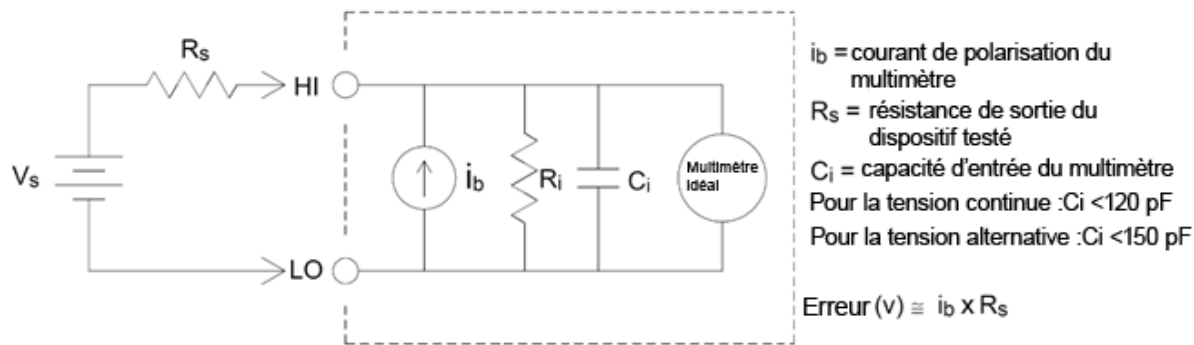 Rs
HI
Vs
ib
Ri
Ci
Multimètre
Idéal
LO
ib = courant de polarisation du
multimètre
Rs = résistance de sortie du
dispositif testé
Ci = capacité d'entrée du multimètre
Pour la tension continue :Ci <120 pF
Pour la tension alternative :Ci <150 pF
Erreur (v) ≅ ib x Rs